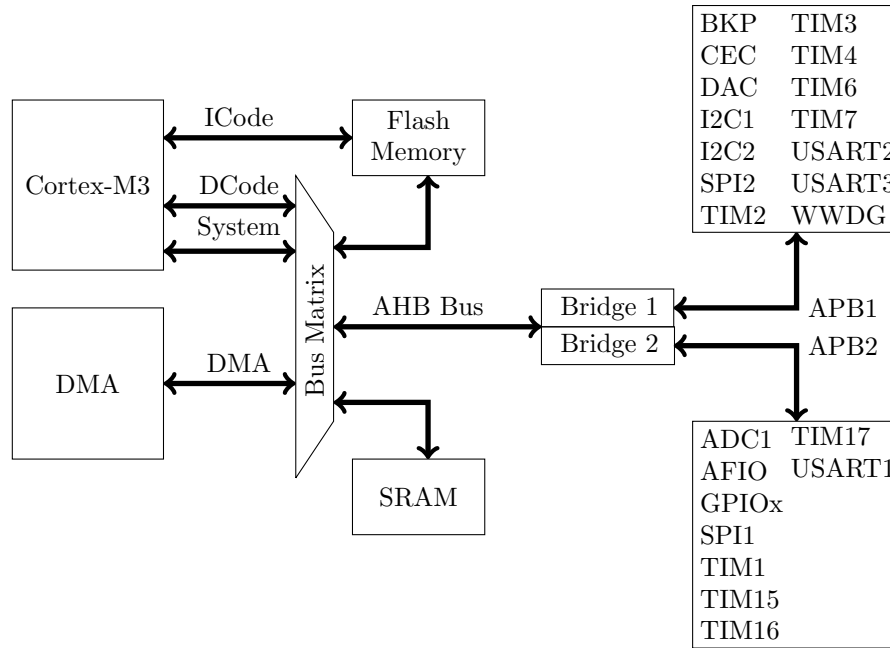 BKP TIM3
CEC TIM4
DAC TIM6
I2C1 TIM7
I2C2 USART2
SPI2 USART3
TIM2 WWDG
ICode
Flash
Memory
Cortex-M3
DCode
System
Bus Matrix
AHB Bus
Bridge 1
Bridge 2
APB1
APB2
DMA
DMA
SRAM
ADC1 TIM17
AFIO USART1
GPIOx
SPI1
TIM1
TIM15
TIM16